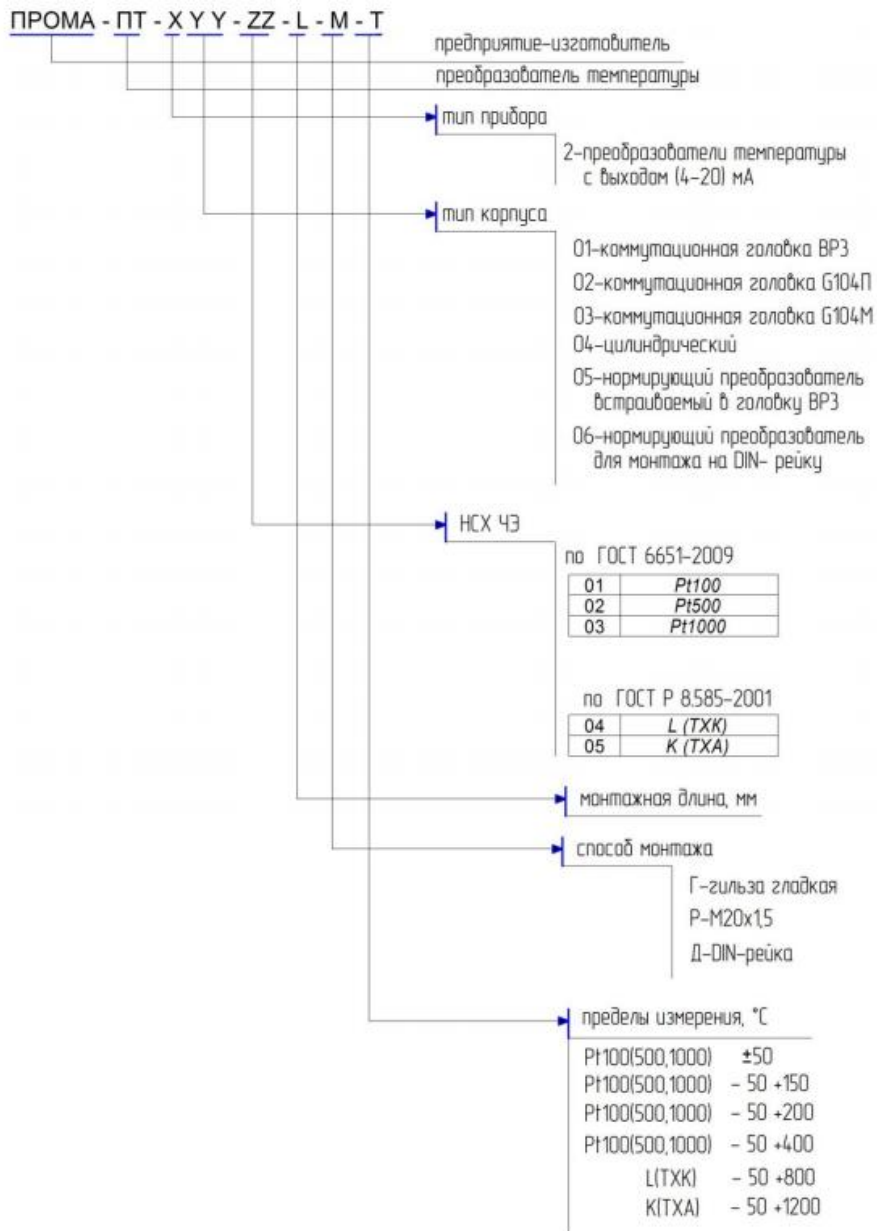 ПРОМА - ПТ - X Y Y - ZZ - L - M - T
предприятие-изготовитель
преобразователь температуры
тип прибора
2-преобразователи температуры
с выходом (4-20) мА
тип корпуса
01-коммутационная головка ВР3
02-коммутационная головка G104П
03-коммутационная головка G104М
04-цилиндрический
05-нормирующий преобразователь
встраиваемый в головку ВР3
06-нормирующий преобразователь
для монтажа на DIN- рейку
НСХ ЧЭ
по ГОСТ 6651-2009
01 Pt100
02 Pt500
03 Pt1000
по ГОСТ Р 8.585-2001
04 L (ТХК)
05 K (ТХА)
монтажная длина, мм
способ монтажа
Г-гильза гладкая
Р-М20х1,5
Д-DIN-рейка
пределы измерения, °C
Pt100(500,1000) ±50
Pt100(500,1000) - 50 +150
Pt100(500,1000) - 50 +200
Pt100(500,1000) - 50 +400
L(ТХК) - 50 +800
K(ТХА) - 50 +1200